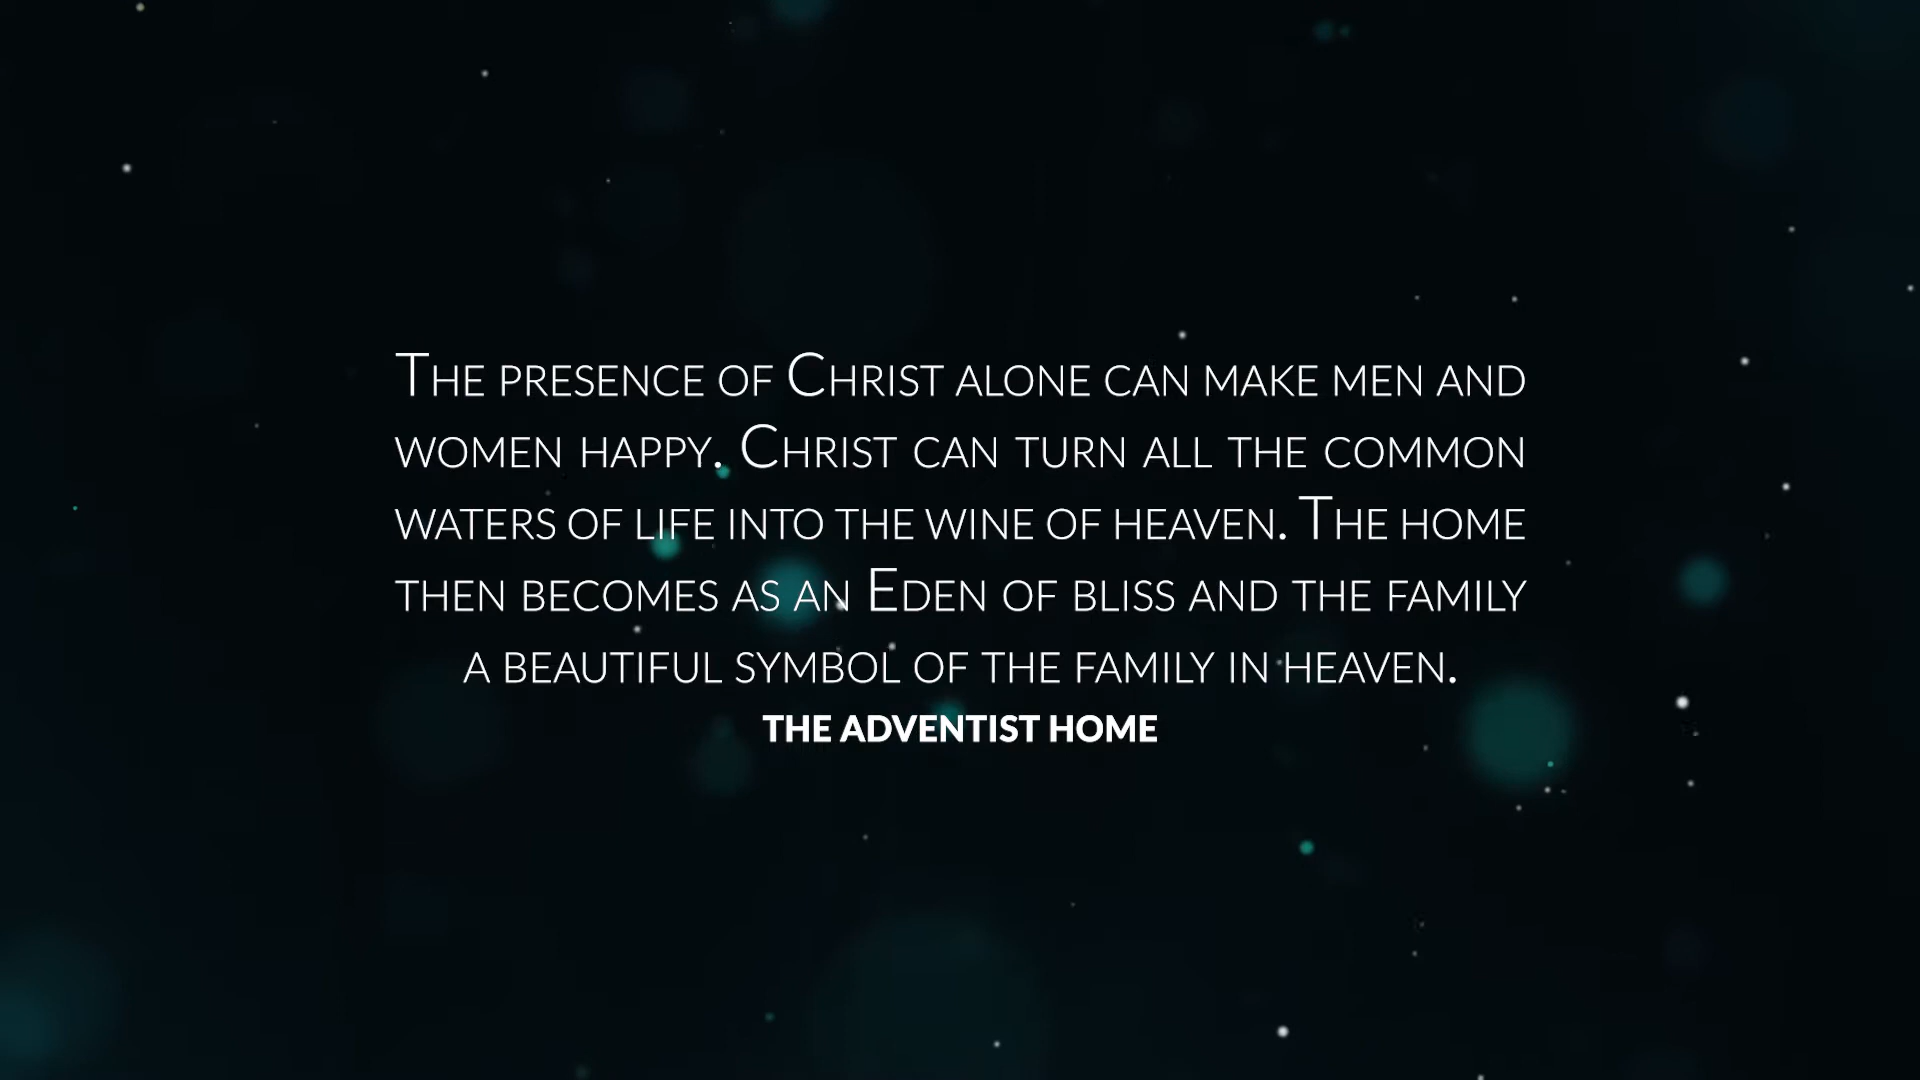 The presence of Christ alone can make men and
women happy. Christ can turn all the common
waters of life into the wine of heaven. The home
then becomes as an Eden of bliss and the family
a beautiful symbol of the family in heaven.
THE ADVENTIST HOME